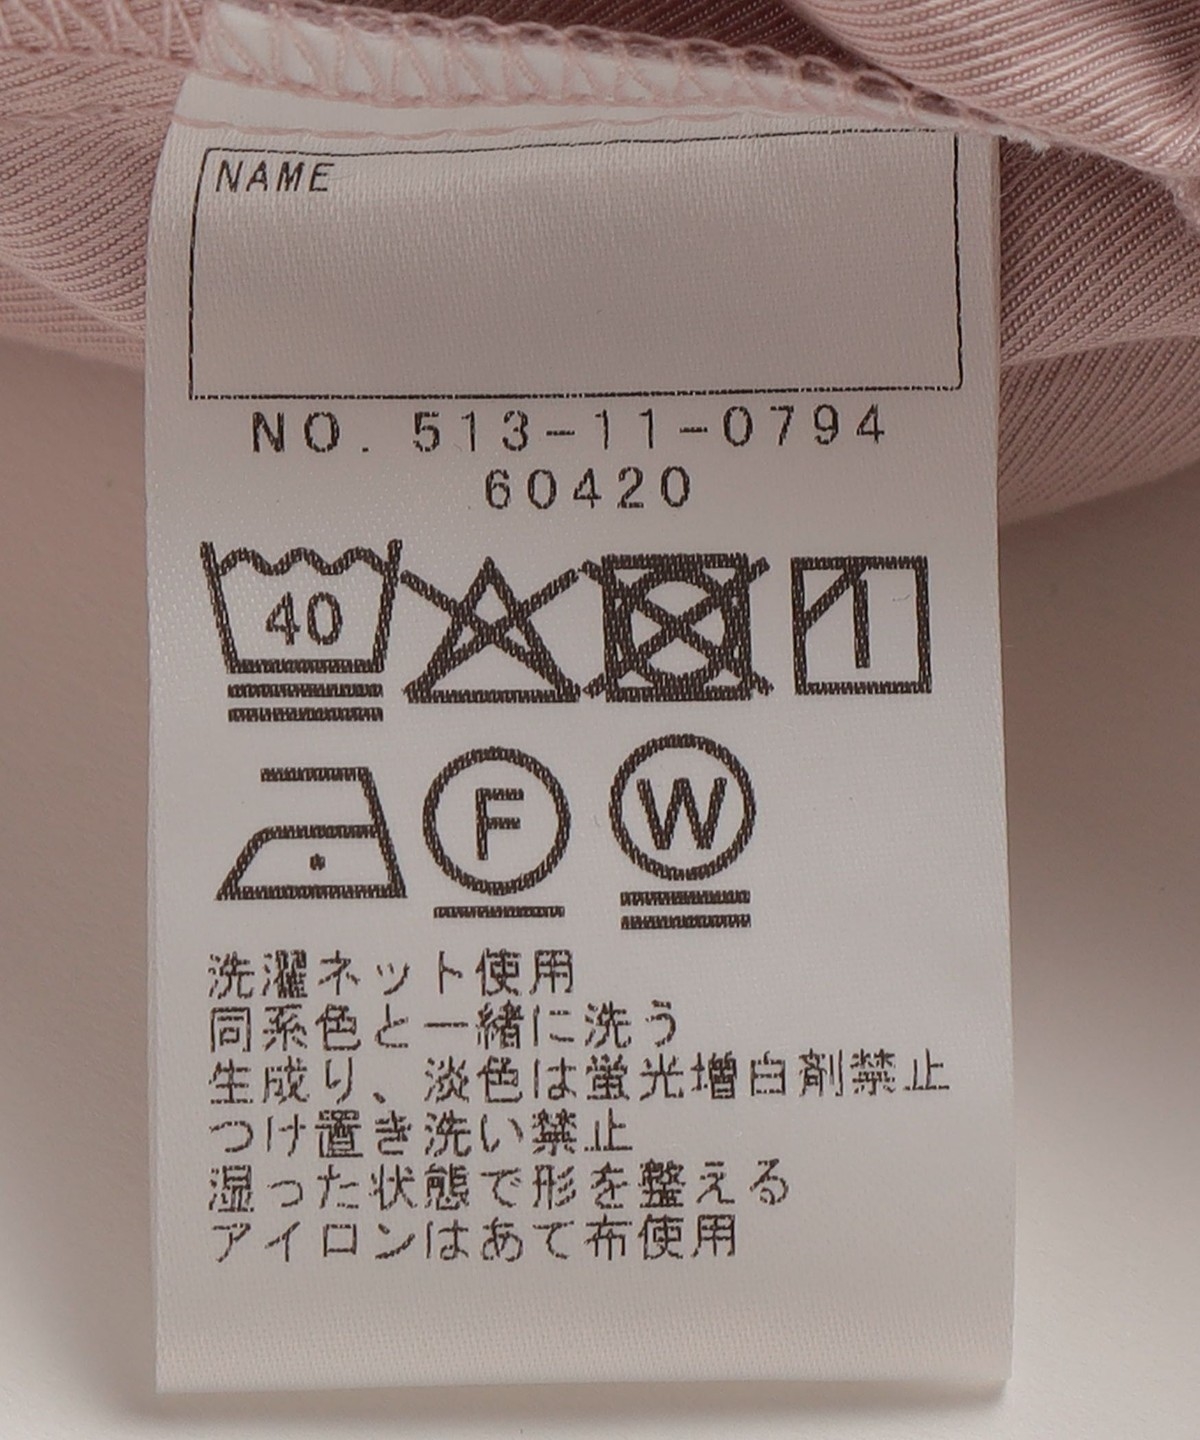 NAME
NO. 513-11-0794
60420
40
F
W
洗濯ネット使用
同系色と一緒に洗う
生成り、淡色は蛍光増白剤禁止
つけ置き洗い禁止
湿った状態で形を整える
アイロンはあて布使用